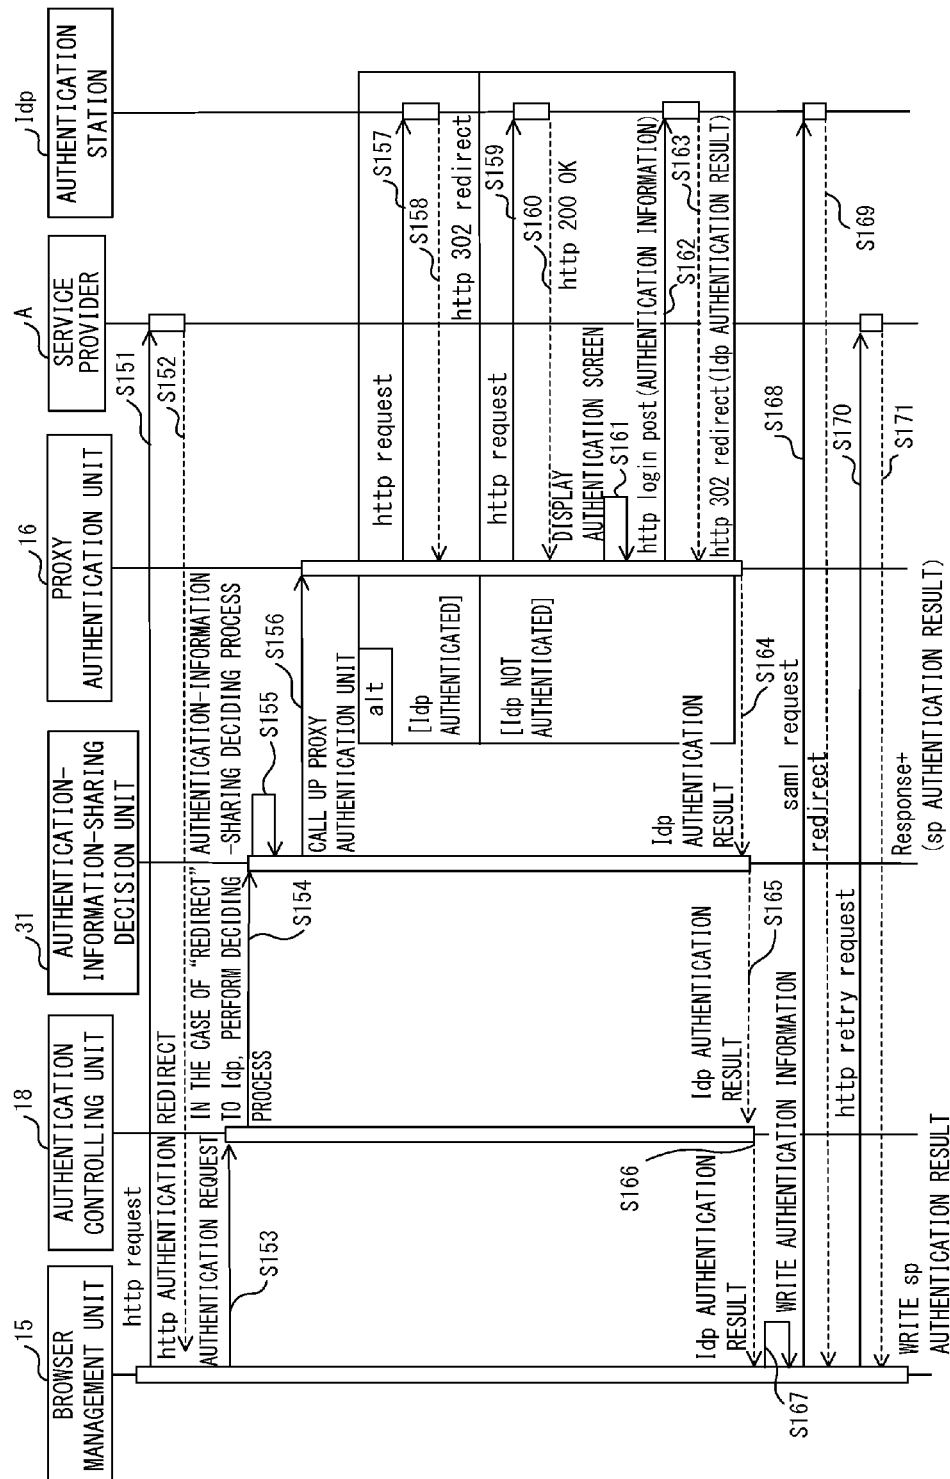 15
BROWSER
MANAGEMENT UNIT
18
AUTHENTICATION
CONTROLLING UNIT
31
AUTHENTICATION-
INFORMATION-SHARING
DECISION UNIT
16
PROXY
AUTHENTICATION UNIT
A
SERVICE
PROVIDER
Idp
AUTHENTICATION
STATION
http request
S151
http AUTHENTICATION REDIRECT
S152
AUTHENTICATION REQUEST
S153
IN THE CASE OF "REDIRECT"
TO Idp, PERFORM DECIDING
PROCESS
S154
AUTHENTICATION-INFORMATION
-SHARING DECIDING PROCESS
S155
CALL UP PROXY
AUTHENTICATION UNIT
S156
alt
[Idp
AUTHENTICATED]
http request
S157
S158
http 302 redirect
[Idp NOT
AUTHENTICATED]
http request
S159
S160
http 200 OK
DISPLAY
AUTHENTICATION SCREEN
S161
http login post(AUTHENTICATION INFORMATION)
S162
S163
http 302 redirect(Idp AUTHENTICATION RESULT)
Idp
AUTHENTICATION
RESULT
S164
Idp AUTHENTICATION
RESULT
S165
Idp AUTHENTICATION
RESULT
S166
WRITE AUTHENTICATION INFORMATION
S167
saml request
S168
redirect
S169
http retry request
S170
S171
Response+
(sp AUTHENTICATION RESULT)
WRITE sp
AUTHENTICATION RESULT